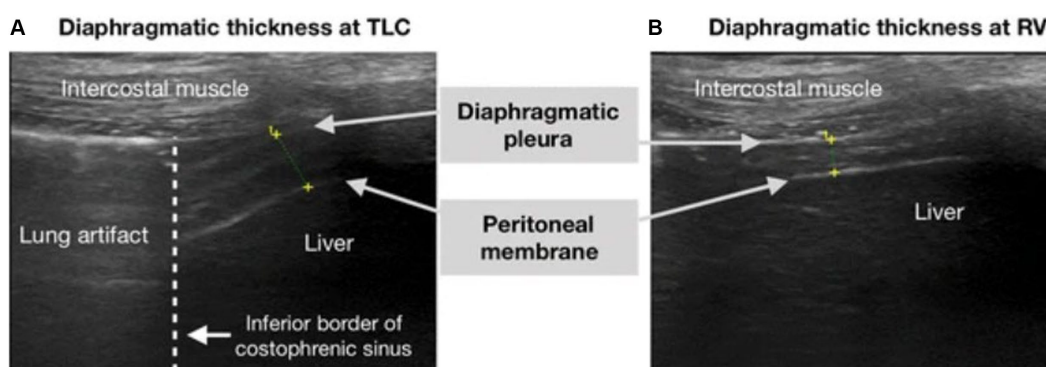 A Diaphragmatic thickness at TLC
Intercostal muscle
Lung artifact
Liver
Inferior border of
costophrenic sinus
Diaphragmatic
pleura
Peritoneal
membrane
B Diaphragmatic thickness at RV
Intercostal muscle
Liver